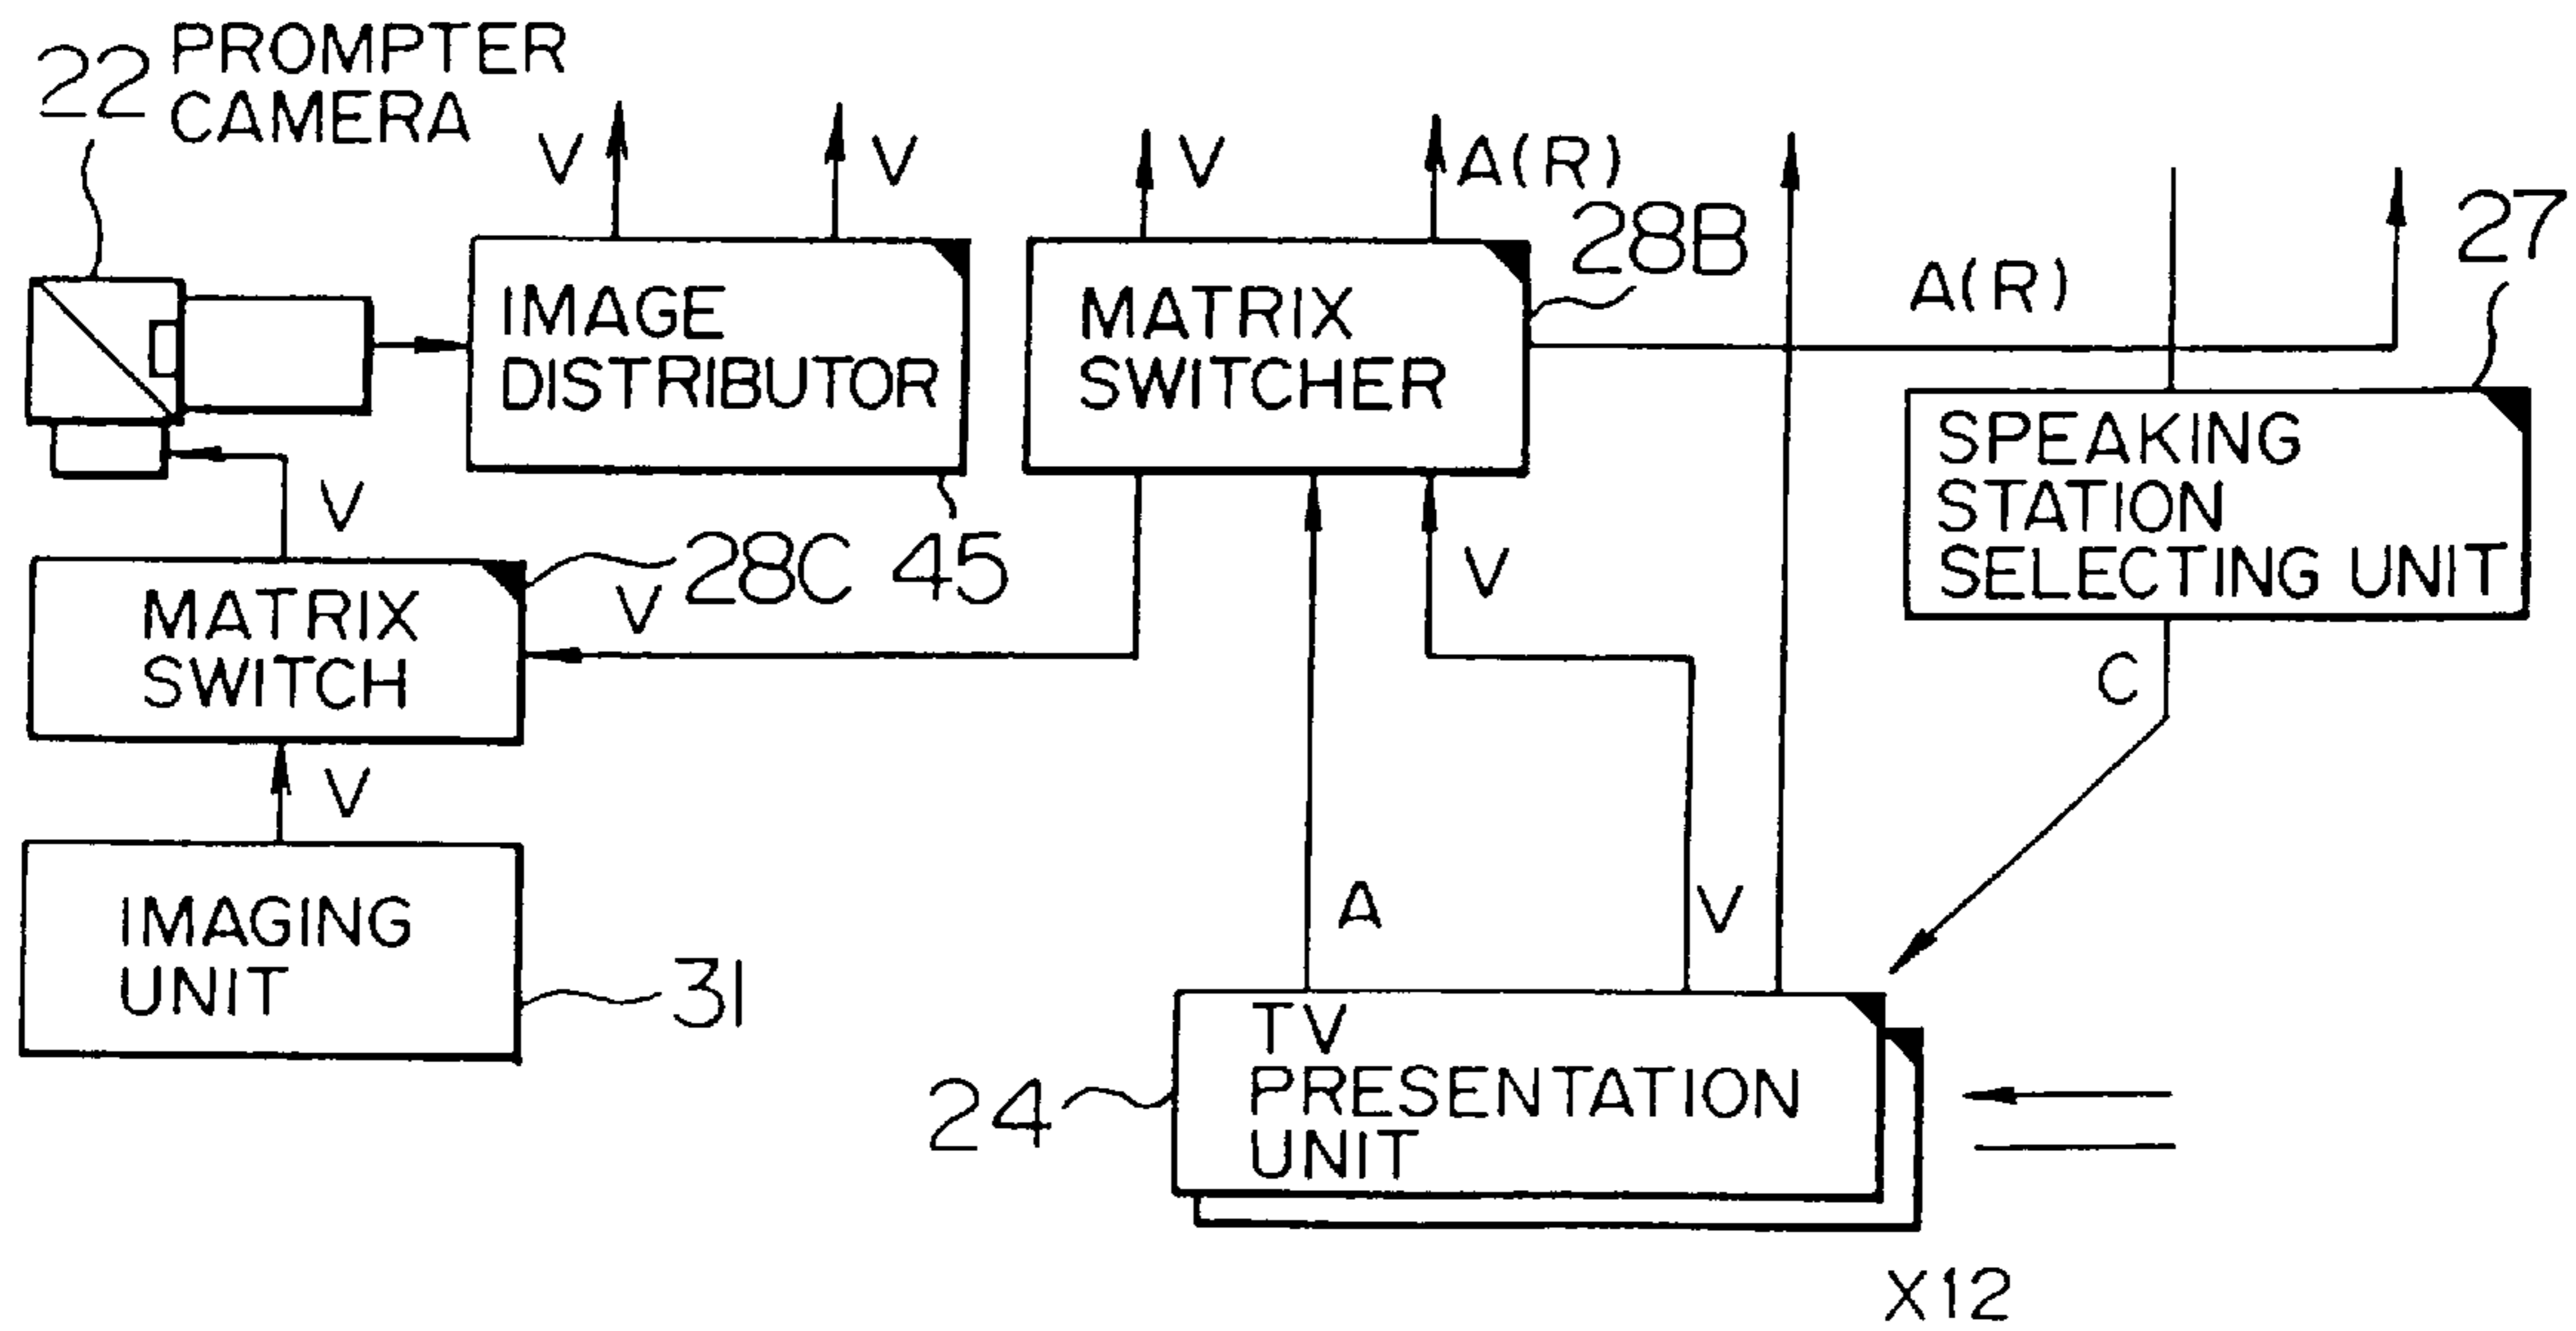 22 PROMPTER
CAMERA
V
V
V
A(R)
28B
A(R)
27
IMAGE
DISTRIBUTOR
MATRIX
SWITCHER
SPEAKING
STATION
SELECTING UNIT
V
28C
45
V
V
C
MATRIX
SWITCH
V
A
V
IMAGING
UNIT
31
TV
PRESENTATION
UNIT
24
X12